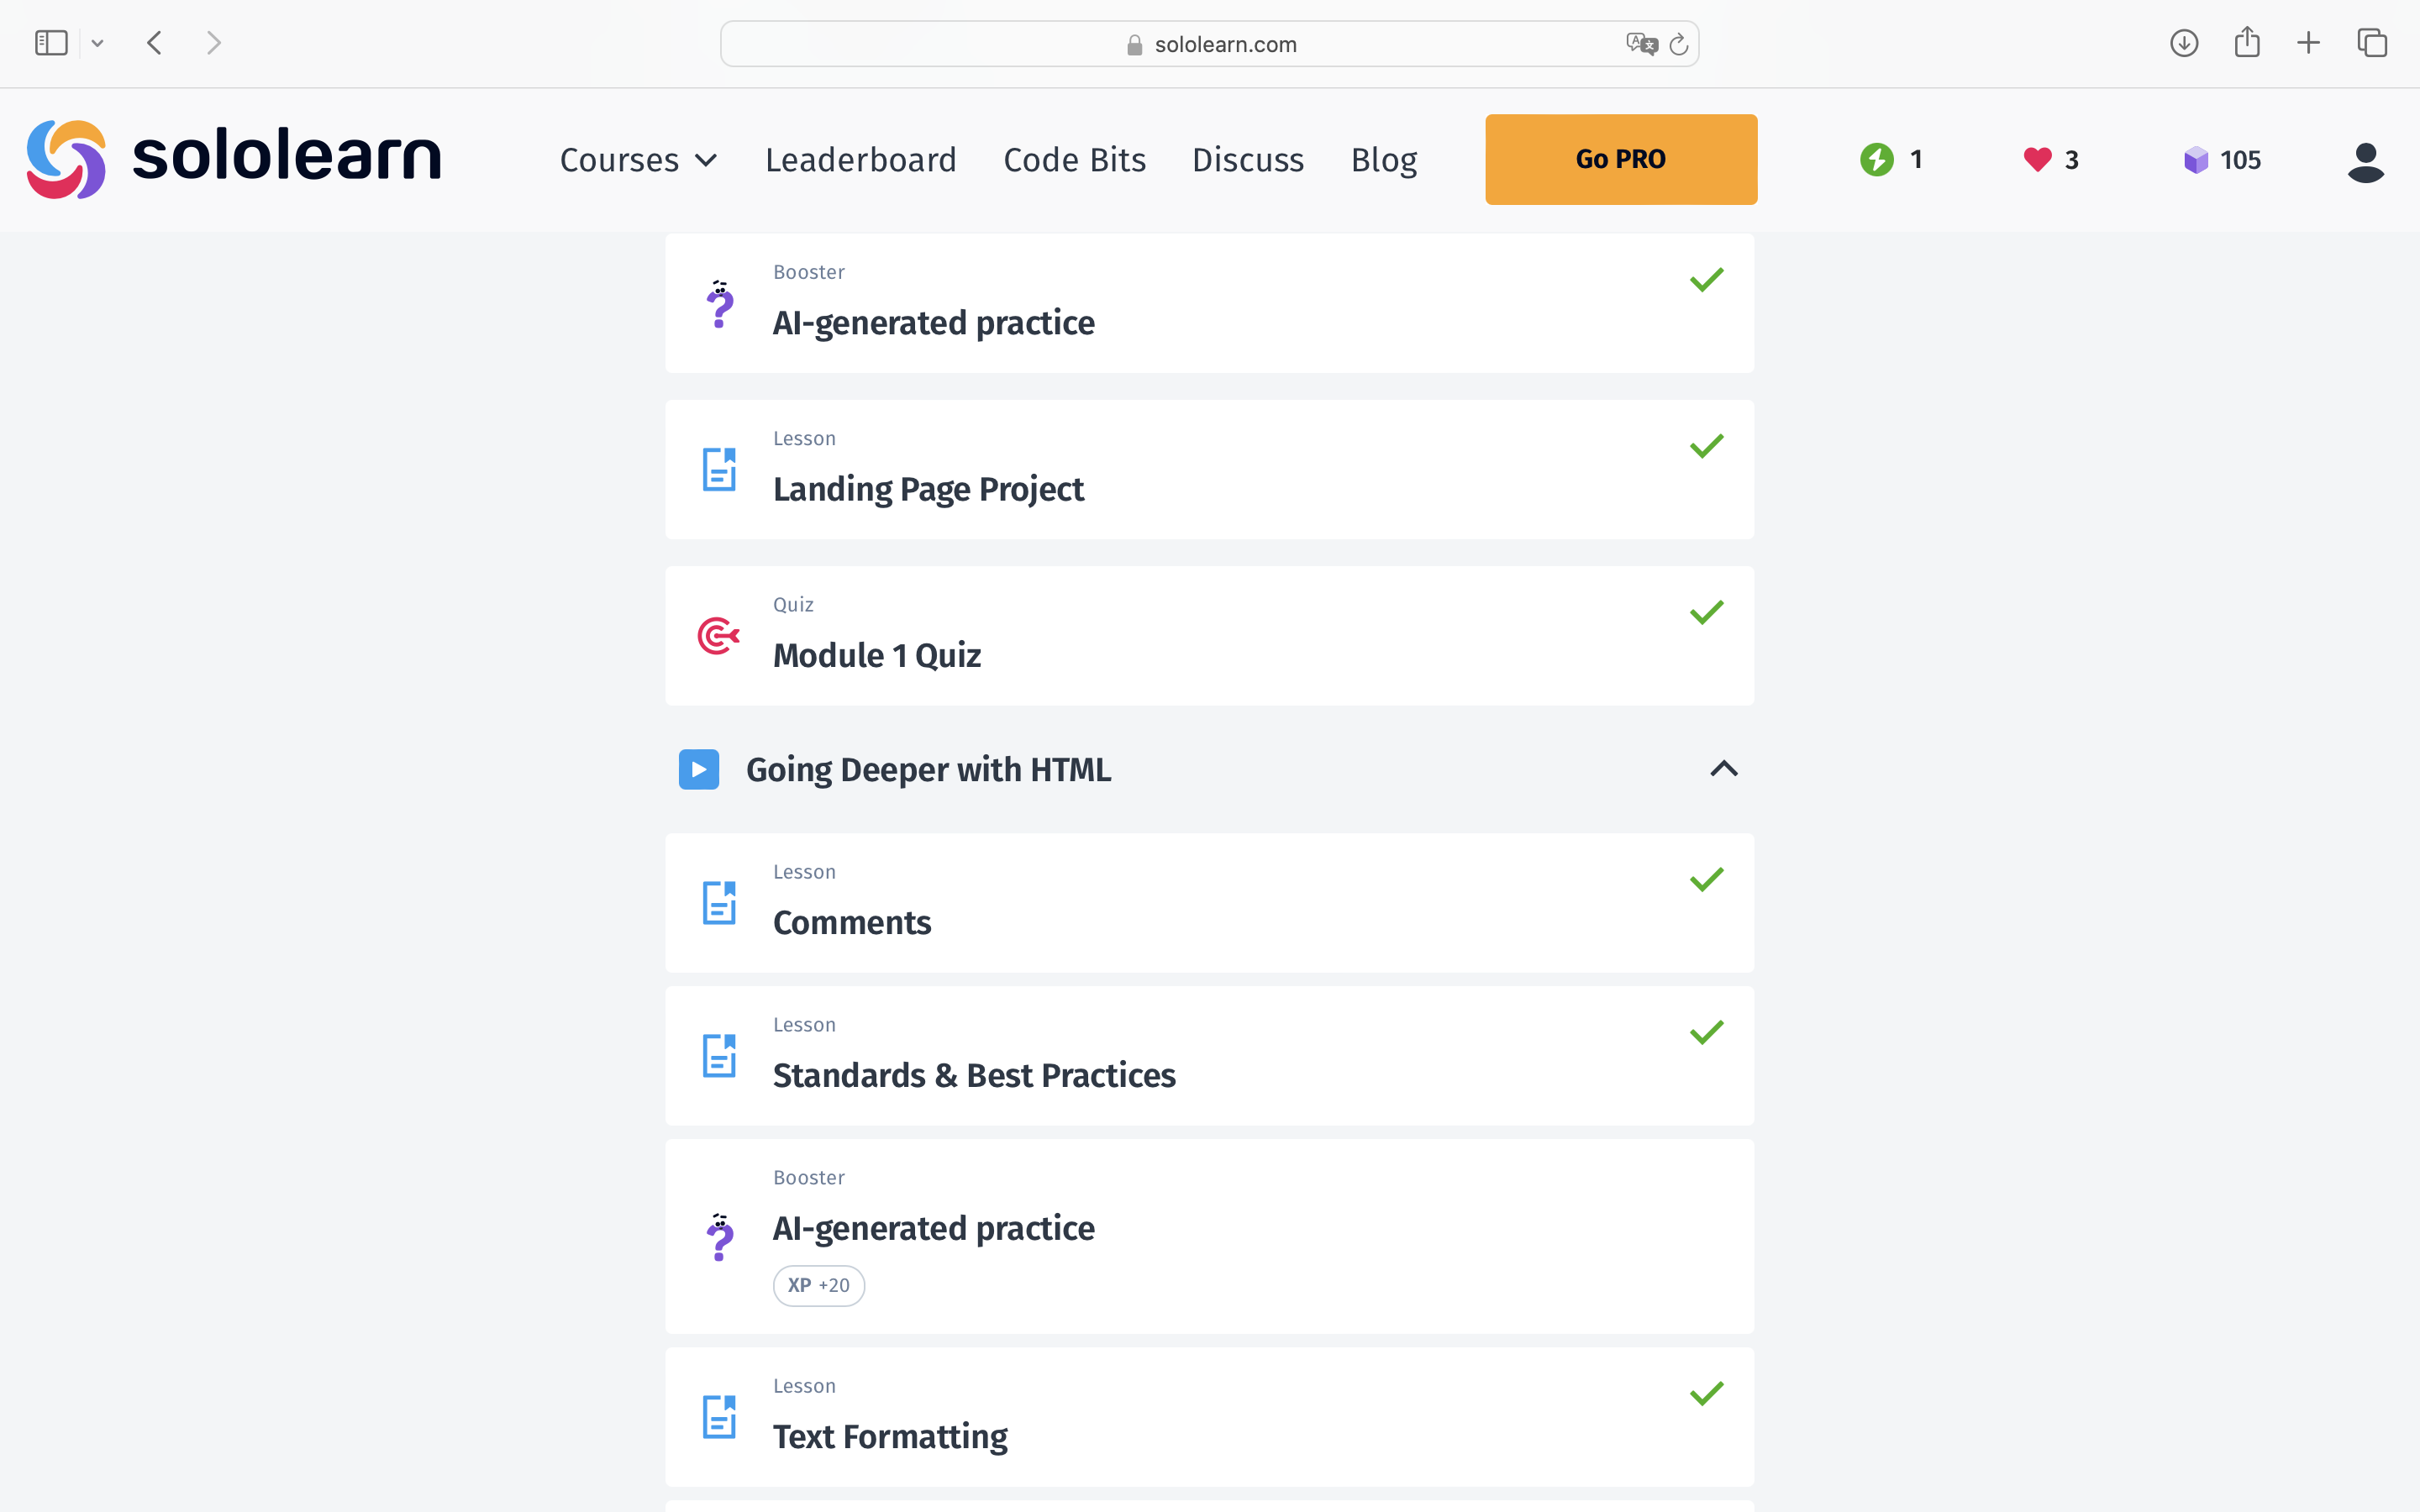 sololearn.com
sololearn
Courses
Leaderboard
Code Bits
Discuss
Blog
Go PRO
1
3
105
Booster
AI-generated practice
Lesson
Landing Page Project
Quiz
Module 1 Quiz
Going Deeper with HTML
Lesson
Comments
Lesson
Standards & Best Practices
Booster
AI-generated practice
XP +20
Lesson
Text Formatting